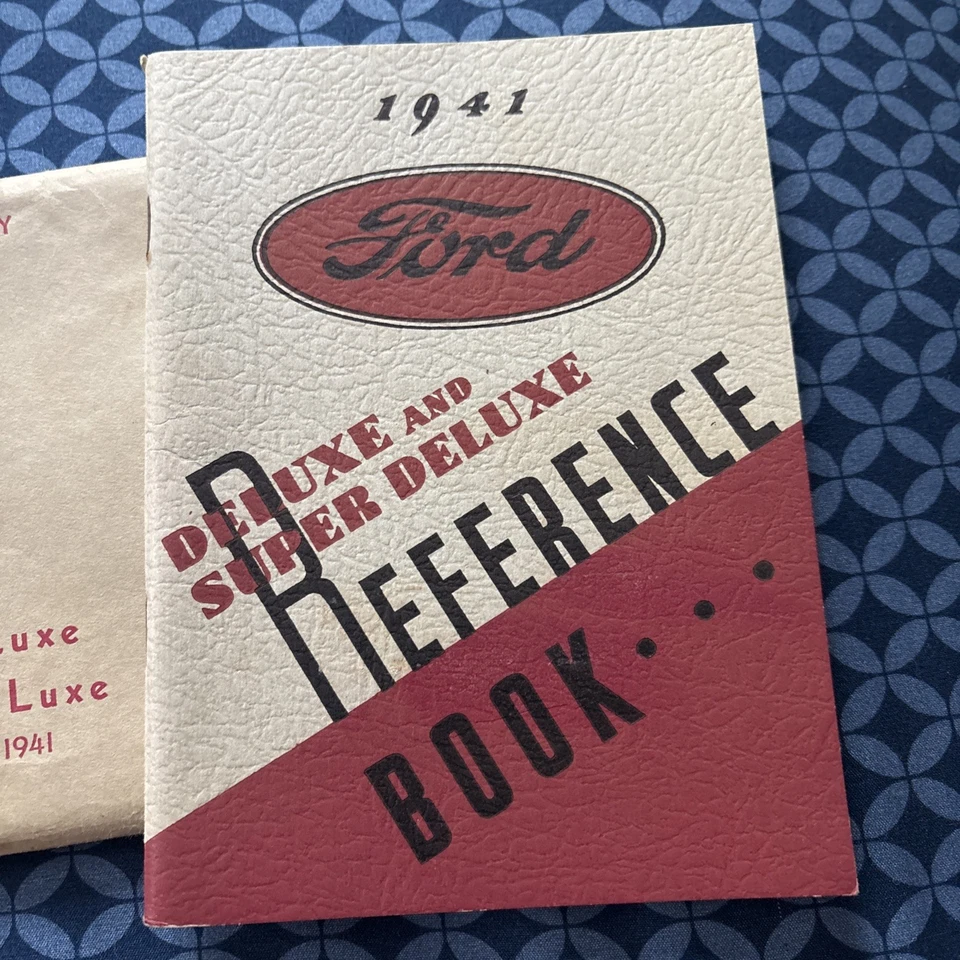 1941
Ford
DELUXE AND
SUPER DELUXE
REFERENCE
BOOK...
Y
Luxe
Luxe
1941